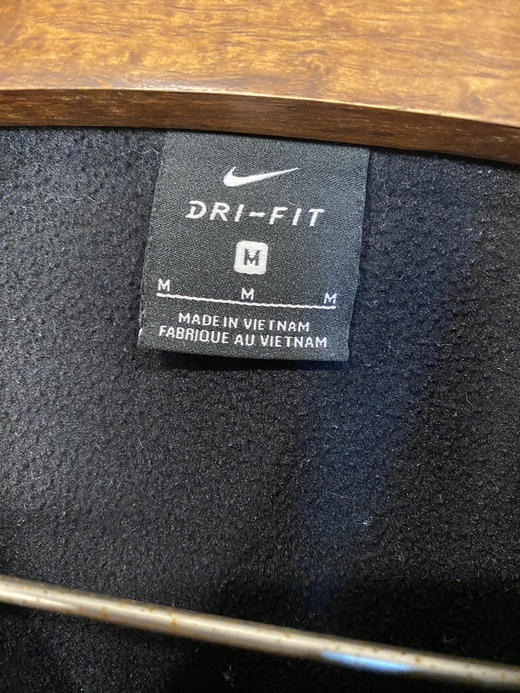 DRI-FIT
M
M M M
MADE IN VIETNAM
FABRIQUE AU VIETNAM